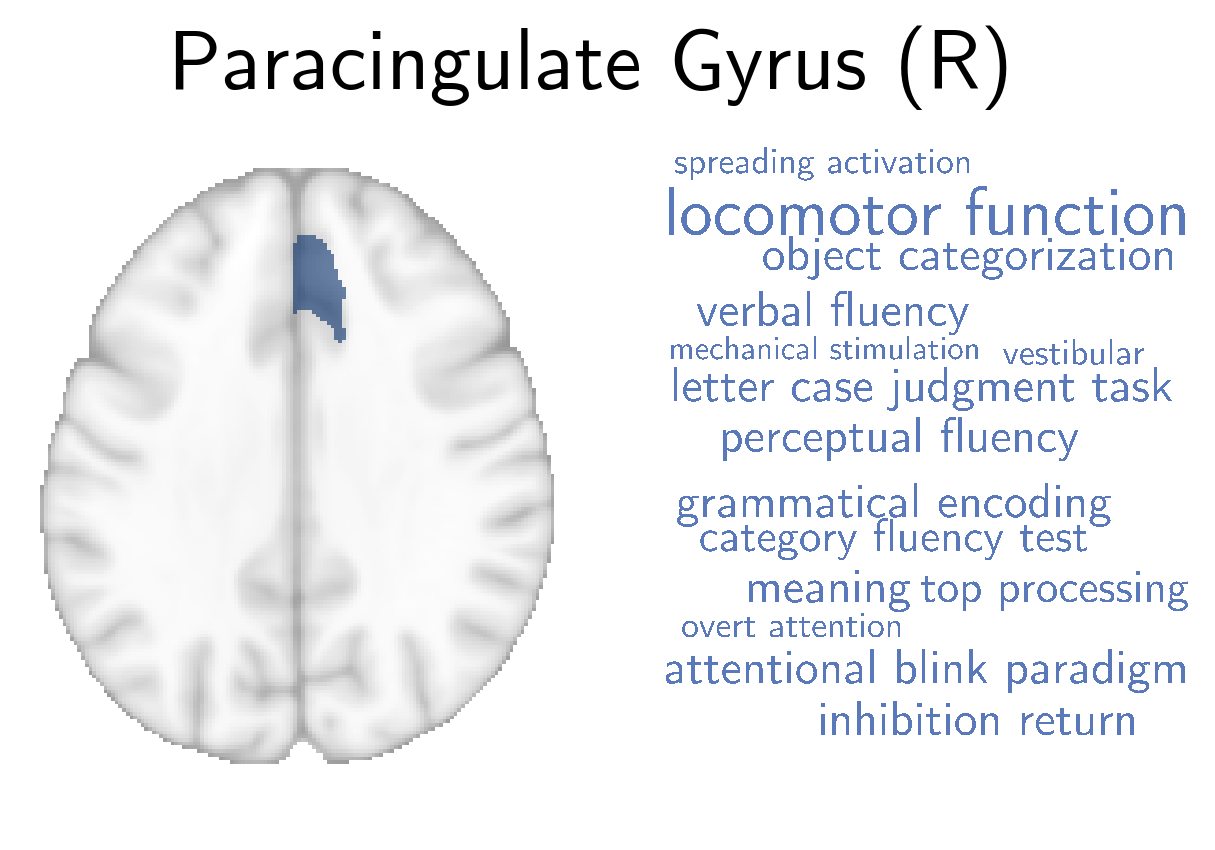 Paracingulate Gyrus (R)
spreading activation
locomotor function
object categorization
verbal fluency
mechanical stimulation vestibular
letter case judgment task
perceptual fluency
grammatical encoding
category fluency test
meaning top processing
overt attention
attentional blink paradigm
inhibition return